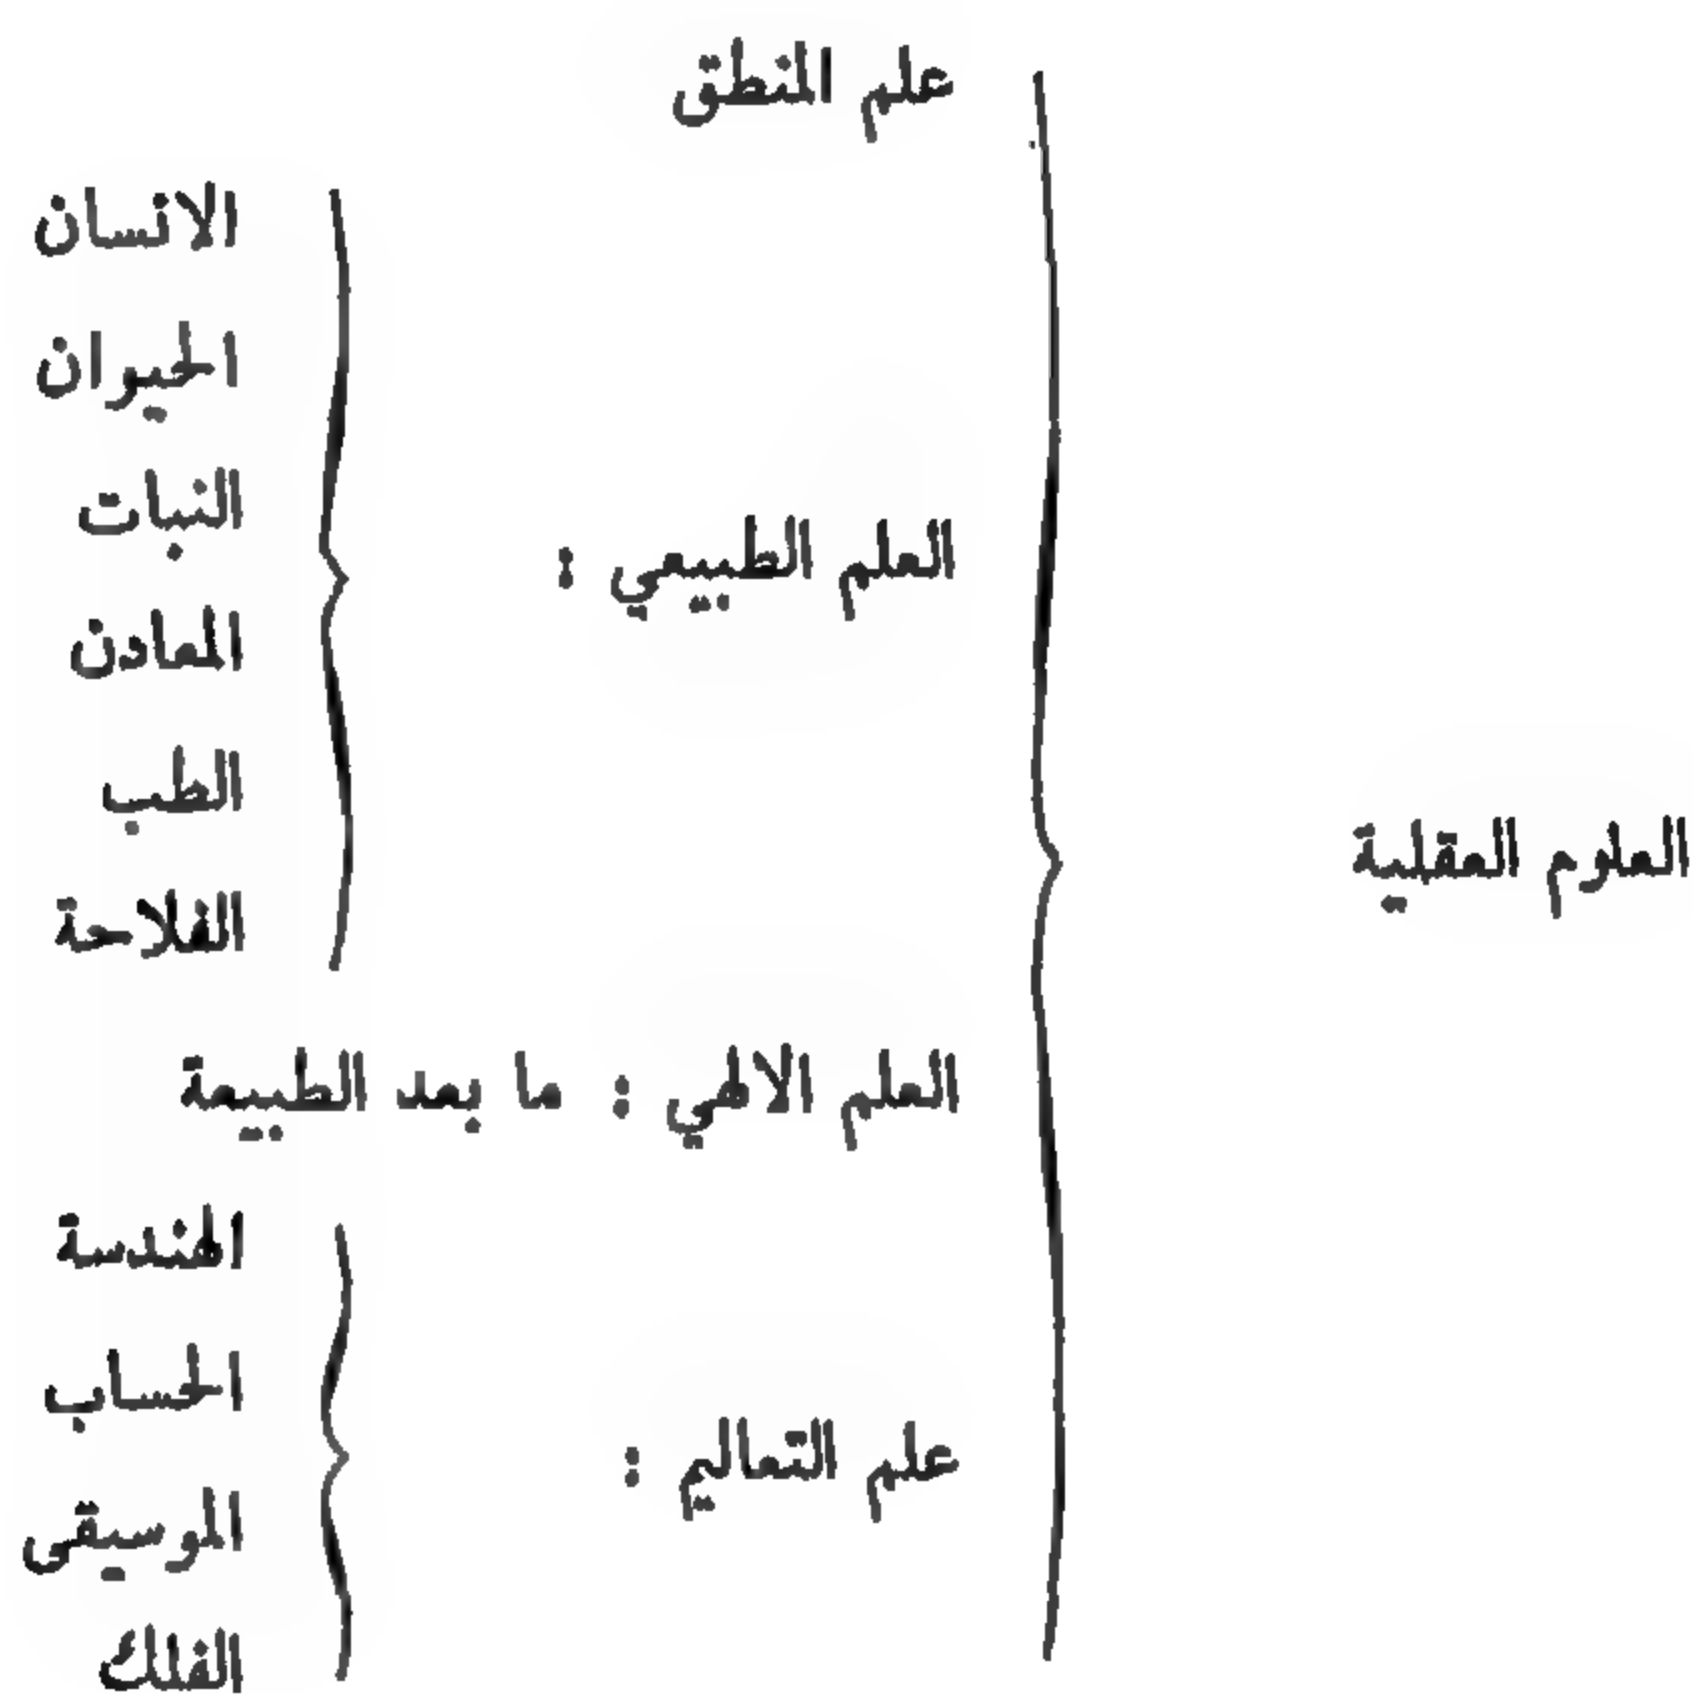 العلوم العقلية
علم المنطق
العلم الطبيعي :
الانسان
الحيوان
النبات
المعادن
الطب
الفلاحة
العلم الالهي : ما بعد الطبيعة
علم التعاليم :
الهندسة
الحساب
الموسيقى
الفلك